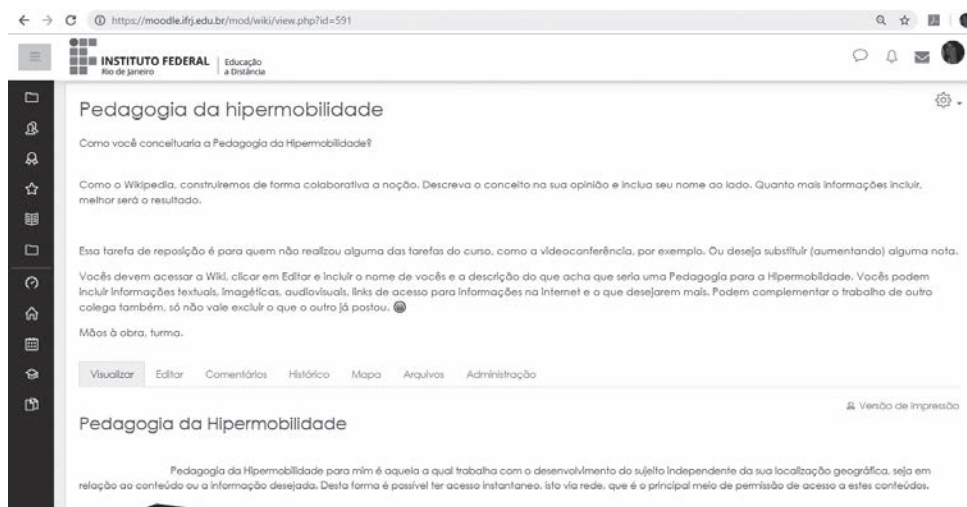 https://moodle.ifrj.edu.br/mod/wiki/view.php?id=591
INSTITUTO FEDERAL
Rio de Janeiro
Educação
a Distância
Pedagogia da hipermobilidade
Como você conceituaria a Pedagogia da Hipermobilidade?
Como o Wikipedia, construiremos de forma colaborativa a noção. Descreva o conceito na sua opinião e inclua seu nome ao lado. Quanto mais informações incluir,
melhor será o resultado.
Essa tarefa de reposição é para quem não realizou alguma das tarefas do curso, como a videoconferência, por exemplo. Ou deseja substituir (aumentando) alguma nota.
Vocês devem acessar a Wiki, clicar em Editar e incluir o nome de vocês e a descrição do que acha que seria uma Pedagogia para a Hipermobilidade. Vocês podem
incluir informações textuais, imagéticas, audiovisuais, links de acesso para informações na internet e o que desejarem mais. Podem complementar o trabalho de outro
colega também, só não vale excluir o que o outro já postou.
Mãos à obra, turma.
Visualizar Editar Comentários Histórico Mapa Arquivos Administração
Versão de impressão
Pedagogia da Hipermobilidade
Pedagogia da Hipermobilidade para mim é aquela a qual trabalha com o desenvolvimento do sujeito independente da sua localização geográfica, seja em
relação ao conteúdo ou a informação desejada. Desta forma é possível ter acesso instantaneo, isto via rede, que é o principal meio de permissão de acesso a estes conteúdos.